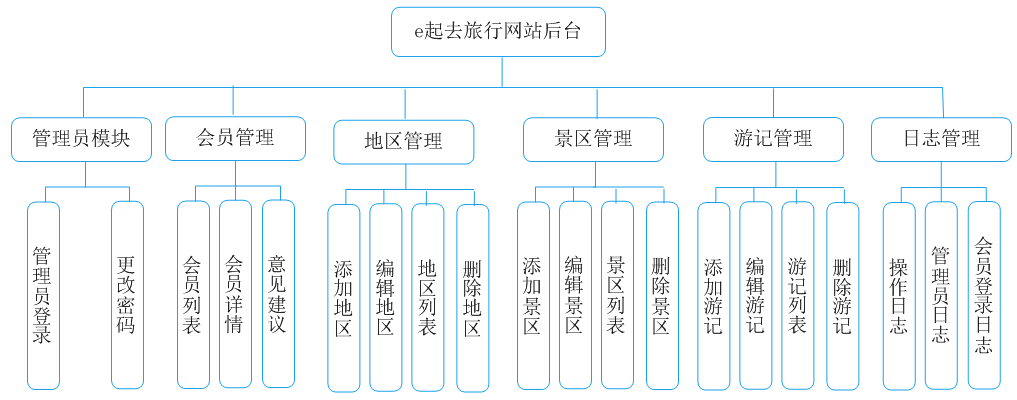 e起去旅行网站后台
管理员模块
会员管理
地区管理
景区管理
游记管理
日志管理
管理员登录
更改密码
会员列表
会员详情
意见建议
添加地区
编辑地区
地区列表
删除地区
添加景区
编辑景区
景区列表
删除景区
添加游记
编辑游记
游记列表
删除游记
操作日志
管理员日志
会员登录日志